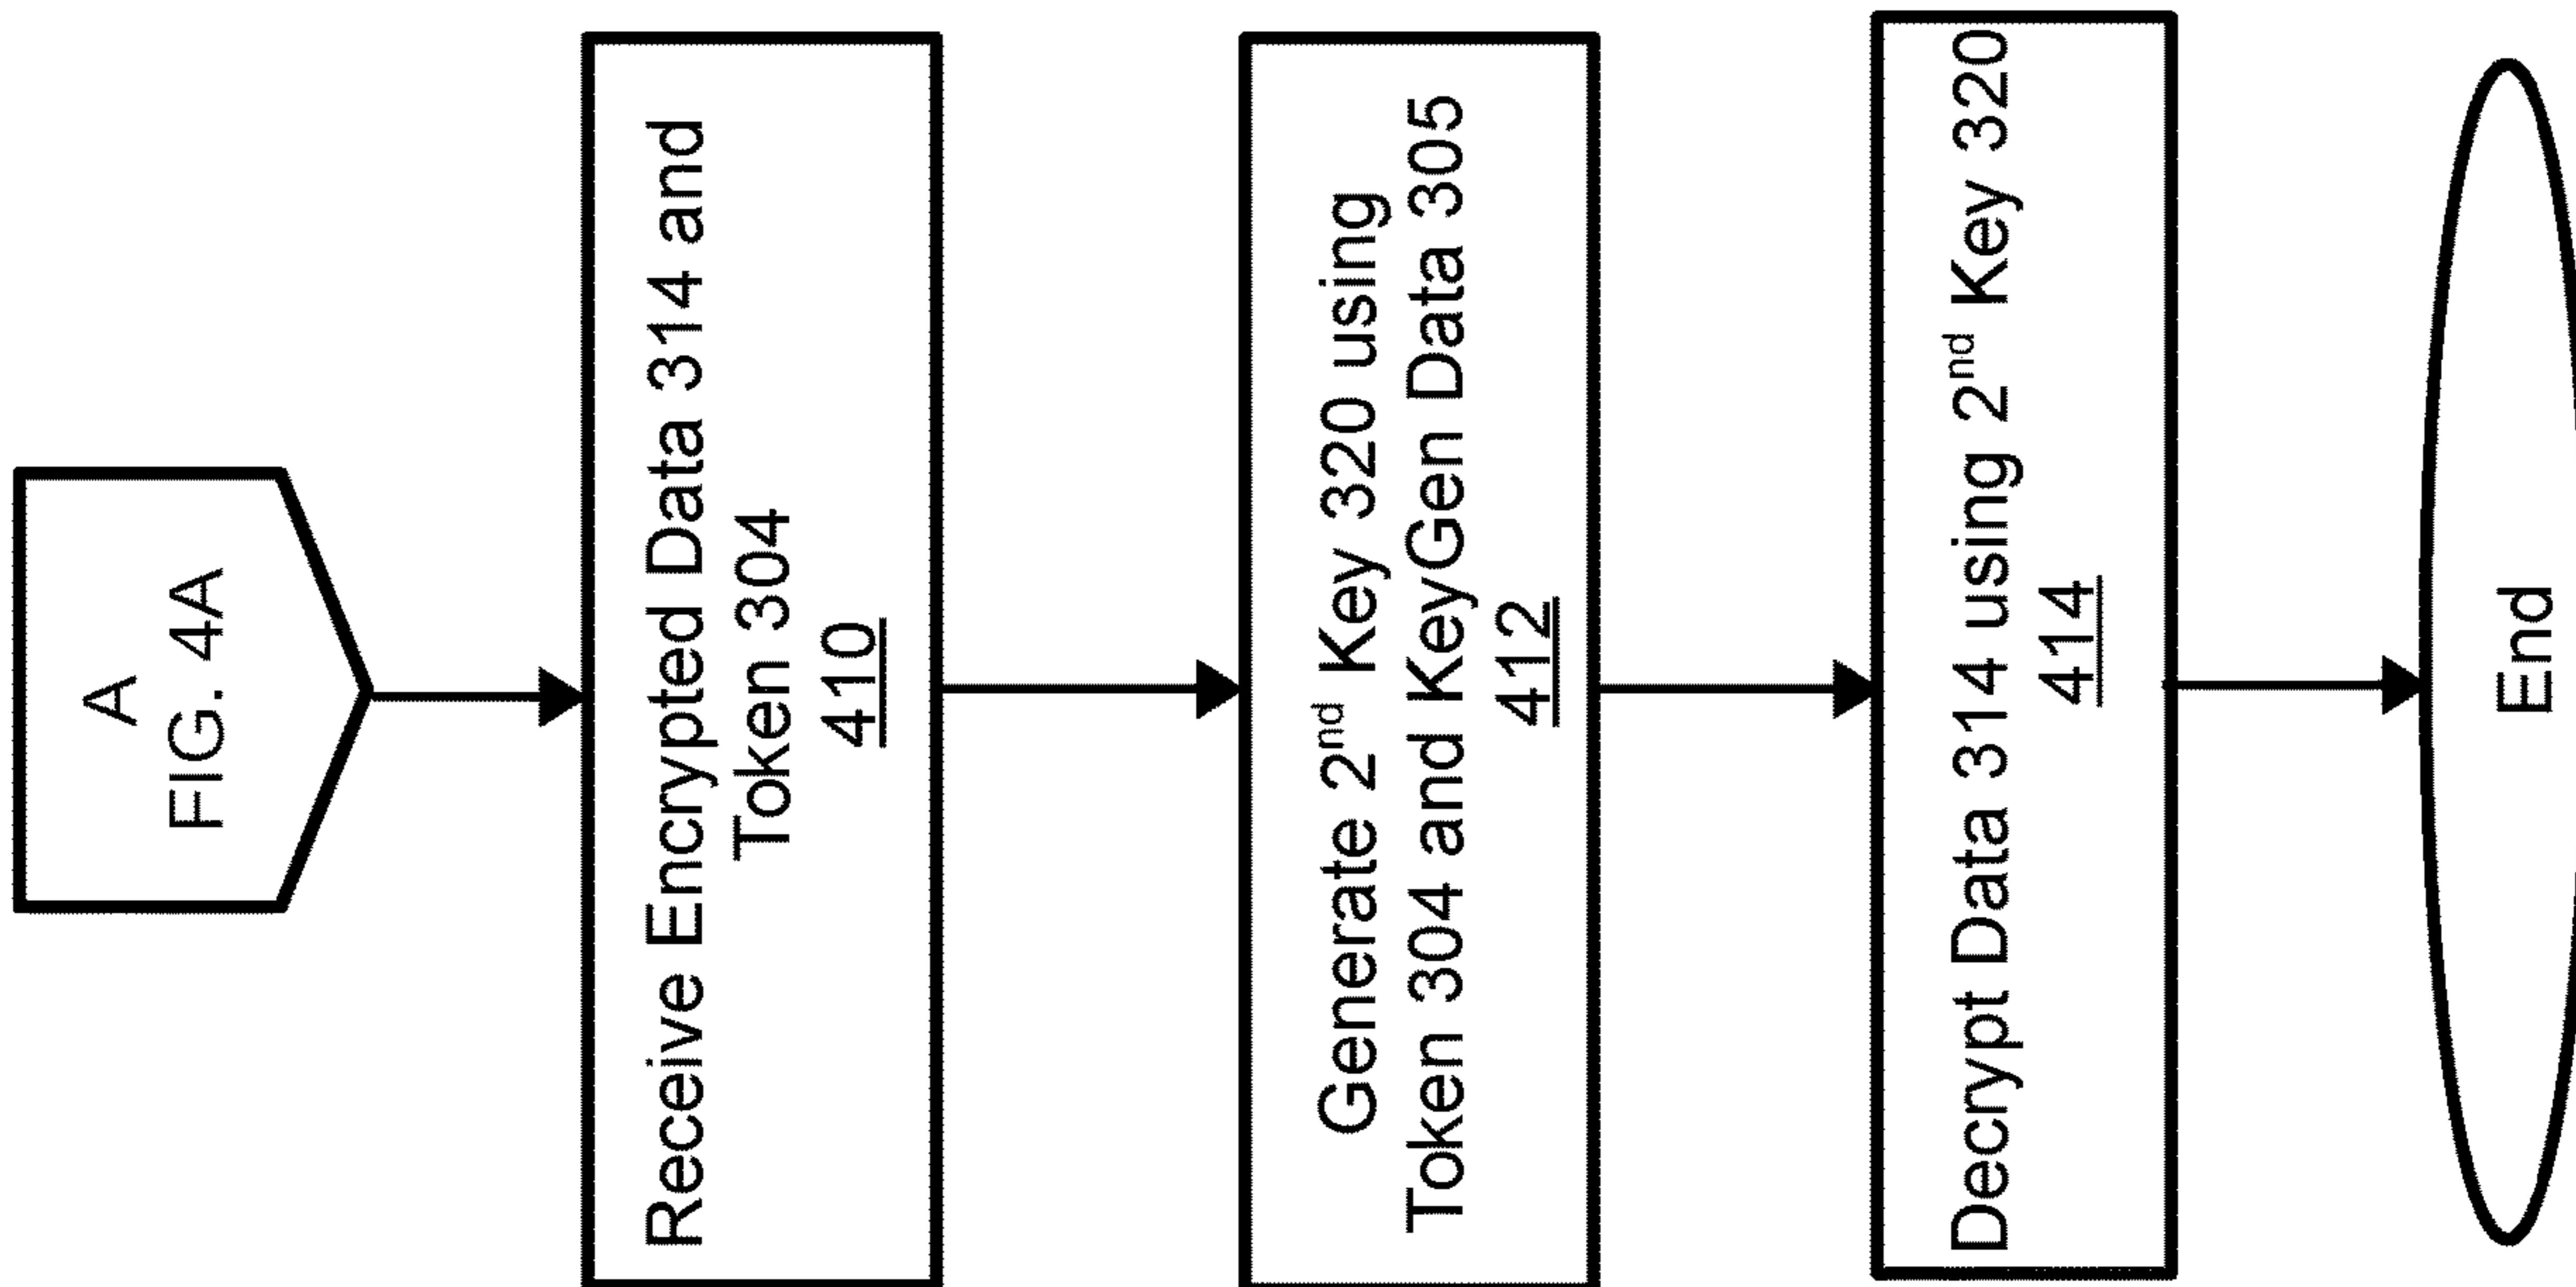 A
FIG. 4A
Receive Encrypted Data 314 and
Token 304
410
Generate 2nd Key 320 using
Token 304 and KeyGen Data 305
412
Decrypt Data 314 using 2nd Key 320
414
End